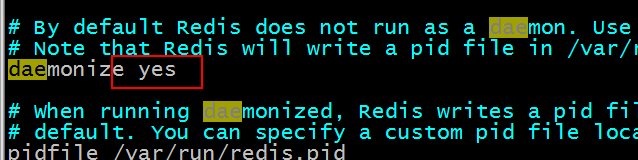 # By default Redis does not run as a daemon. Use
# Note that Redis will write a pid file in /var/r
daemonize yes
# When running daemonized, Redis writes a pid fi
# default. You can specify a custom pid file loca
pidfile /var/run/redis.pid